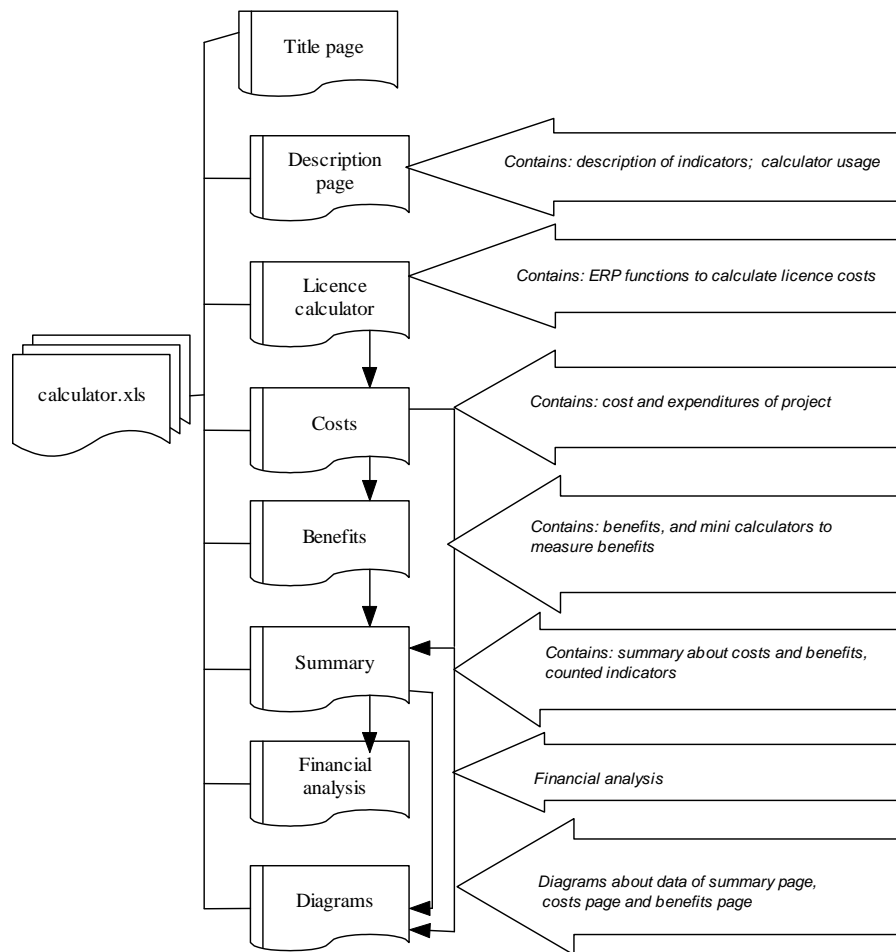 Title page
Description
page
Contains: description of indicators; calculator usage
Licence
calculator
Contains: ERP functions to calculate licence costs
calculator.xls
Costs
Contains: cost and expenditures of project
Benefits
Contains: benefits, and mini calculators to
measure benefits
Summary
Contains: summary about costs and benefits,
counted indicators
Financial
analysis
Financial analysis
Diagrams
Diagrams about data of summary page,
costs page and benefits page